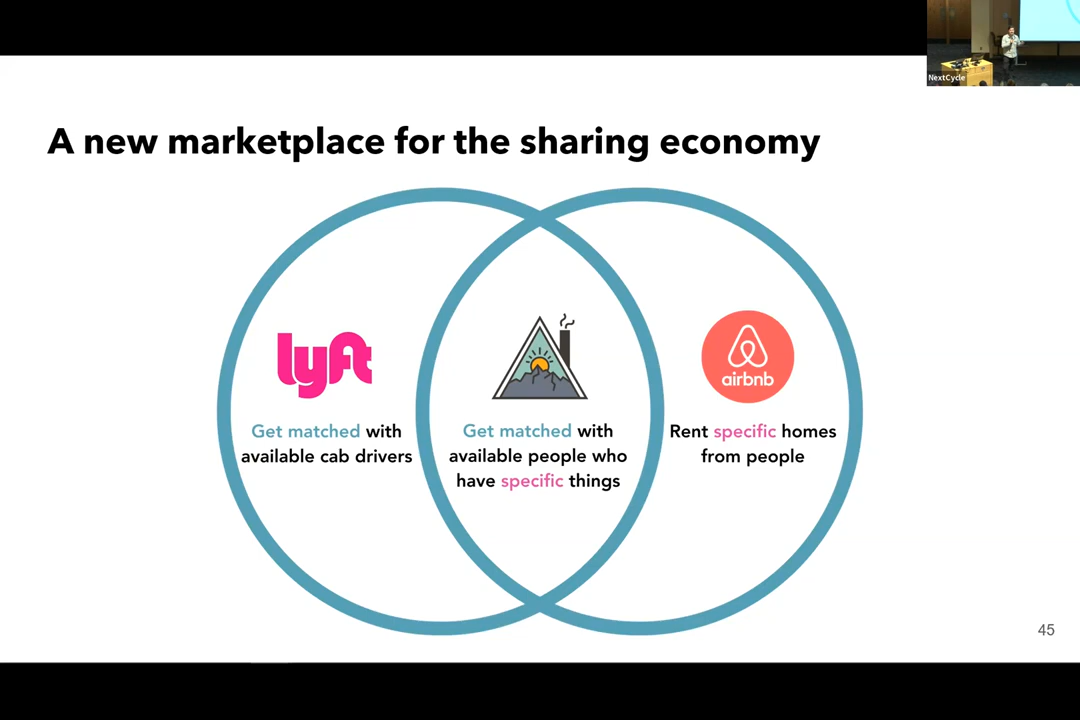 NextCycle
A new marketplace for the sharing economy
lyft
airbnb
Get matched with
available cab drivers
Get matched with
available people who
have specific things
Rent specific homes
from people
45